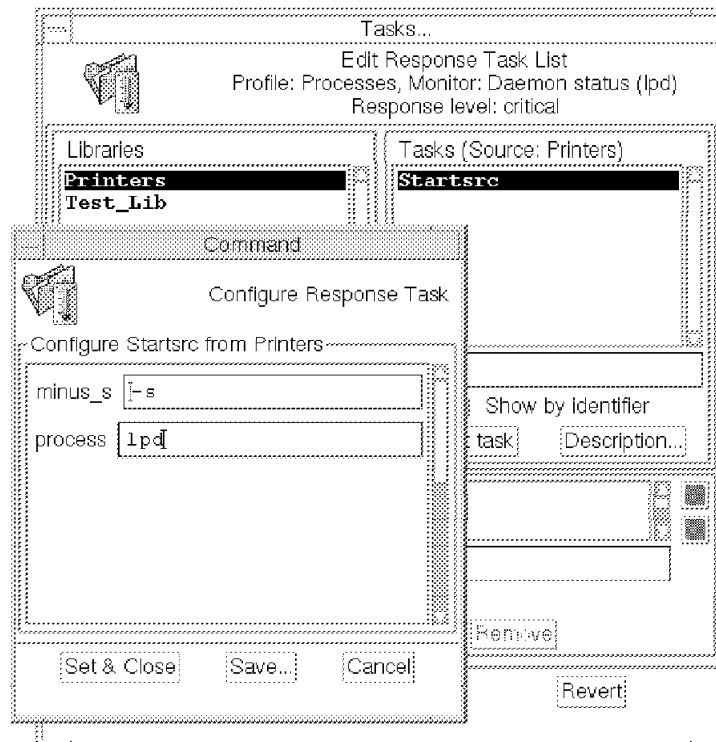 Tasks...
Edit Response Task List
Profile: Processes, Monitor: Daemon status (lpd)
Response level: critical
Libraries
Printers
Test_Lib
Tasks (Source: Printers)
Startsrc
Show by identifier
task
Description...
Remove
Revert
Command
Configure Response Task
Configure Startsrc from Printers
minus_s -s
process lpd
Set & Close
Save...
Cancel